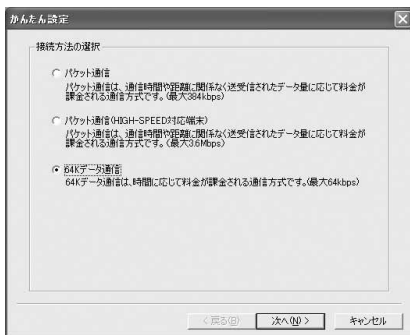 かんたん設定
接続方法の選択
パケット通信
パケット通信は、通信時間や距離に関係なく送受信されたデータ量に応じて料金が
課金される通信方式です。(最大384kbps)
パケット通信(HIGH-SPEED対応端末)
パケット通信は、通信時間や距離に関係なく送受信されたデータ量に応じて料金が
課金される通信方式です。(最大3.6Mbps)
64Kデータ通信
64Kデータ通信は、時間に応じて料金が課金される通信方式です。(最大64kbps)
< 戻る(B)
次へ(N) >
キャンセル